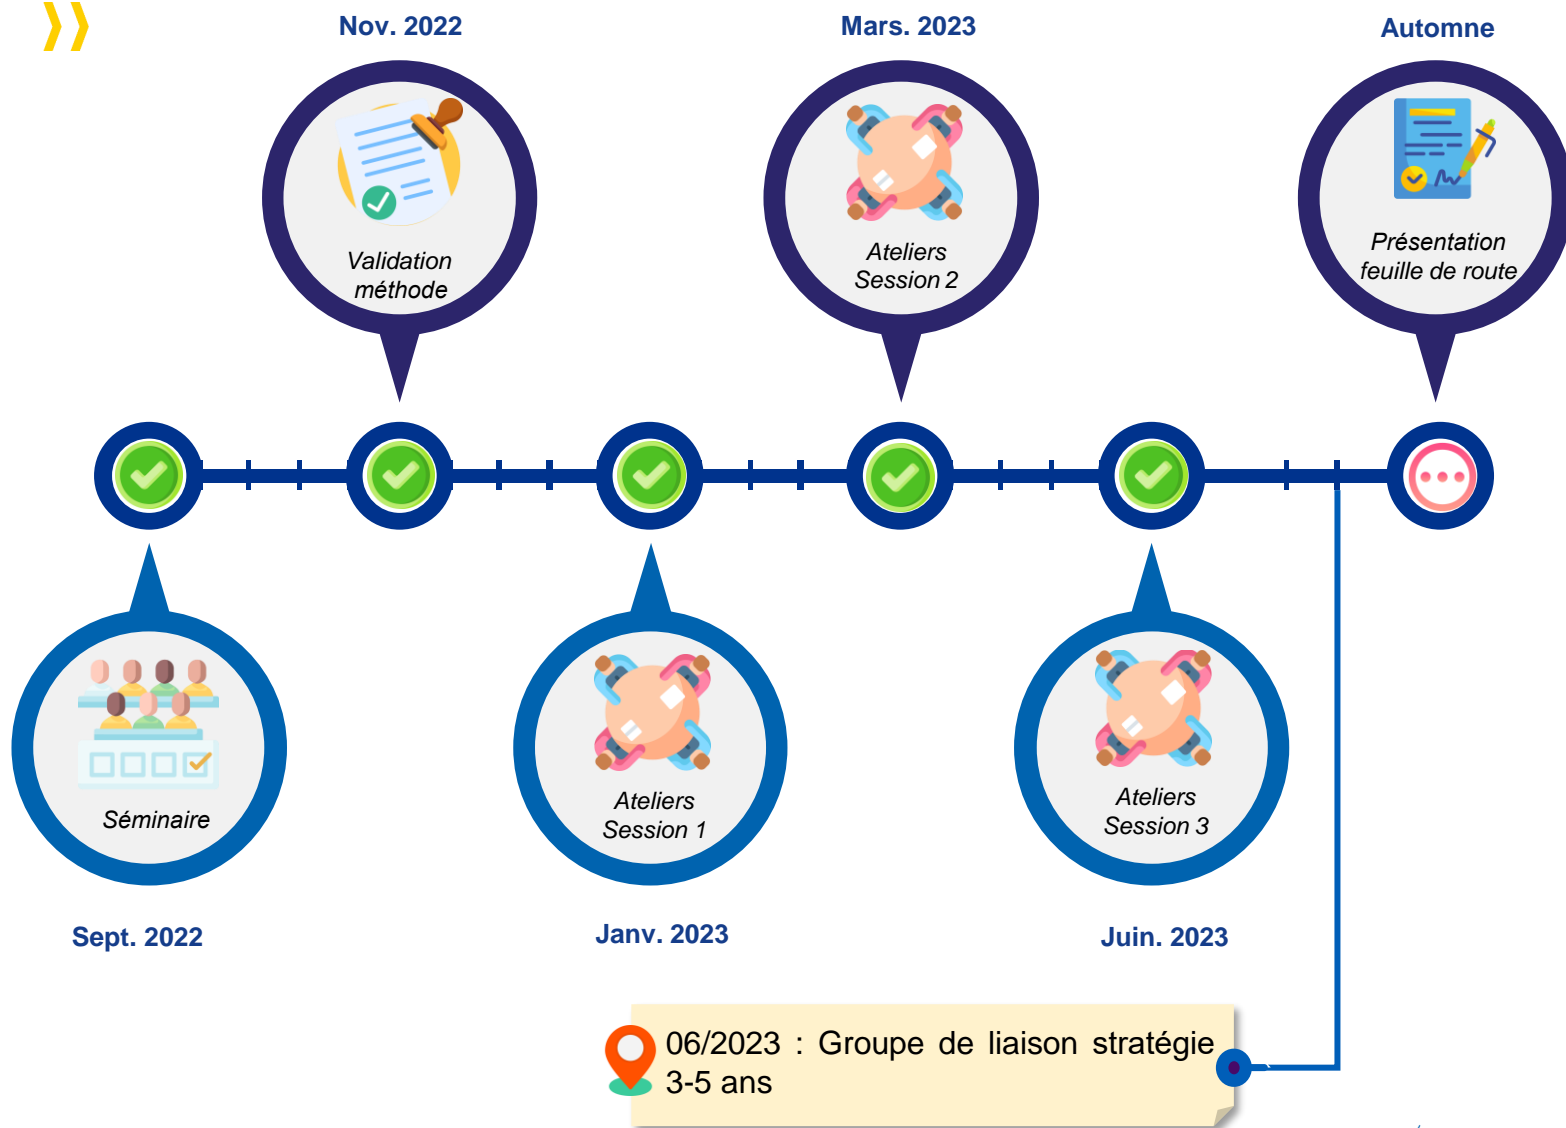 Nov. 2022
Mars. 2023
Automne
Validation
méthode
Ateliers
Session 2
Présentation
feuille de route
Séminaire
Ateliers
Session 1
Ateliers
Session 3
Sept. 2022
Janv. 2023
Juin. 2023
06/2023 : Groupe de liaison stratégie
3-5 ans